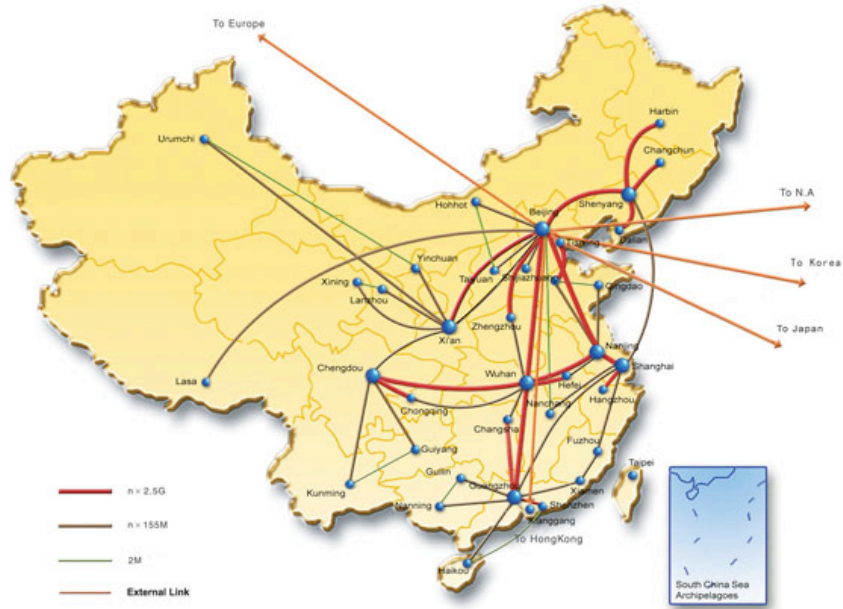 To Europe
Harbin
Urumchi
Changchun
To N.A
Hohhot
Shenyang
Beijing
Dalian
Tianjing
To Korea
Yinchuan
Taiyuan
Shijiazhuang
Xining
Qingdao
Lanzhou
Zhengzhou
Xi'an
To Japan
Nanjing
Shanghai
Chengdou
Wuhan
Lasa
Hefei
Hangzhou
Chongqing
Nanchang
Changsha
Fuzhou
Guiyang
Guilin
Taipei
Kunming
Guangzhou
Xiamen
n × 2.5G
Nanning
Shenzhen
Xianggang
n × 155M
To HongKong
2M
Haikou
External Link
South China Sea
Archipelagoes